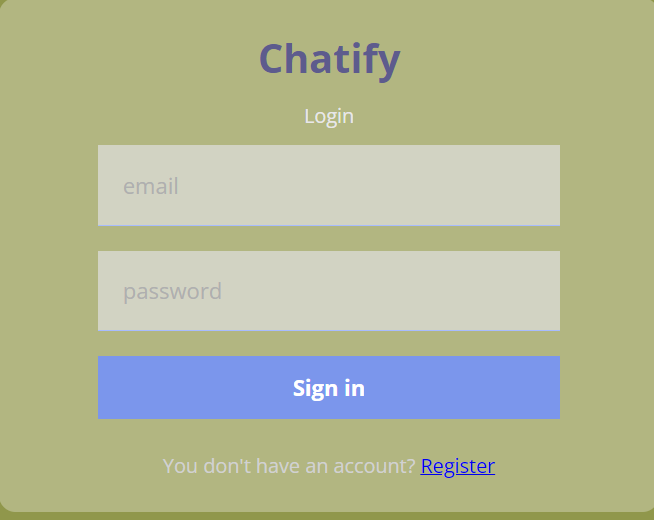 Chatify
Login
email
password
Sign in
You don't have an account? Register